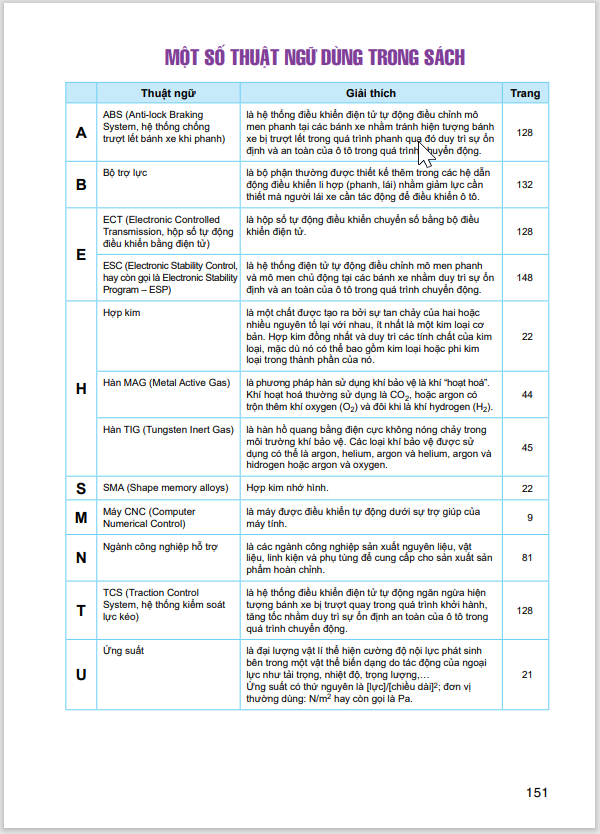 MỘT SỐ THUẬT NGỮ DÙNG TRONG SÁCH
Thuật ngữ
Giải thích
Trang
A
ABS (Anti-lock Braking
System, hệ thống chống
trượt lết bánh xe khi phanh)
là hệ thống điều khiển điện tử tự động điều chỉnh mô
men phanh tại các bánh xe nhằm tránh hiện tượng bánh
xe bị trượt lết trong quá trình phanh qua đó duy trì sự ổn
định và an toàn của ô tô trong quá trình chuyển động.
128
B
Bộ trợ lực
là bộ phận thường được thiết kế thêm trong các hệ dẫn
động điều khiển li hợp (phanh, lái) nhằm giảm lực cần
thiết mà người lái xe cần tác động để điều khiển ô tô.
132
E
ECT (Electronic Controlled
Transmission, hộp số tự động
điều khiển bằng điện tử)
là hộp số tự động điều khiển chuyển số bằng bộ điều
khiển điện tử.
128
ESC (Electronic Stability Control,
hay còn gọi là Electronic Stability
Program – ESP)
là hệ thống điện tử tự động điều chỉnh mô men phanh
và mô men chủ động tại các bánh xe nhằm duy trì sự ổn
định và an toàn của ô tô trong quá trình chuyển động.
148
H
Hợp kim
là một chất được tạo ra bởi sự tan chảy của hai hoặc
nhiều nguyên tố lại với nhau, ít nhất là một kim loại cơ
bản. Hợp kim đồng nhất và duy trì các tính chất của kim
loại, mặc dù nó có thể bao gồm kim loại hoặc phi kim
loại trong thành phần của nó.
22
Hàn MAG (Metal Active Gas)
là phương pháp hàn sử dụng khí bảo vệ là khí “hoạt hoá”.
Khí hoạt hoá thường sử dụng là CO₂, hoặc argon có
trộn thêm khí oxygen (O₂) và đôi khi là khí hydrogen (H₂).
44
Hàn TIG (Tungsten Inert Gas)
là hàn hồ quang bằng điện cực không nóng chảy trong
môi trường khí bảo vệ. Các loại khí bảo vệ được sử
dụng có thể là argon, helium, argon và helium, argon và
hidrogen hoặc argon và oxygen.
45
S
SMA (Shape memory alloys)
Hợp kim nhớ hình.
22
M
Máy CNC (Computer
Numerical Control)
là máy được điều khiển tự động dưới sự trợ giúp của
máy tính.
9
N
Ngành công nghiệp hỗ trợ
là các ngành công nghiệp sản xuất nguyên liệu, vật
liệu, linh kiện và phụ tùng để cung cấp cho sản xuất sản
phẩm hoàn chỉnh.
81
T
TCS (Traction Control
System, hệ thống kiểm soát
lực kéo)
là hệ thống điều khiển điện tử tự động ngăn ngừa hiện
tượng bánh xe bị trượt quay trong quá trình khởi hành,
tăng tốc nhằm duy trì sự ổn định an toàn của ô tô trong
quá trình chuyển động.
128
U
Ứng suất
là đại lượng vật lí thể hiện cường độ nội lực phát sinh
bên trong một vật thể biến dạng do tác động của ngoại
lực như tải trọng, nhiệt độ, trọng lượng,…
Ứng suất có thứ nguyên là [lực]/[chiều dài]²; đơn vị
thường dùng: N/m² hay còn gọi là Pa.
21
151